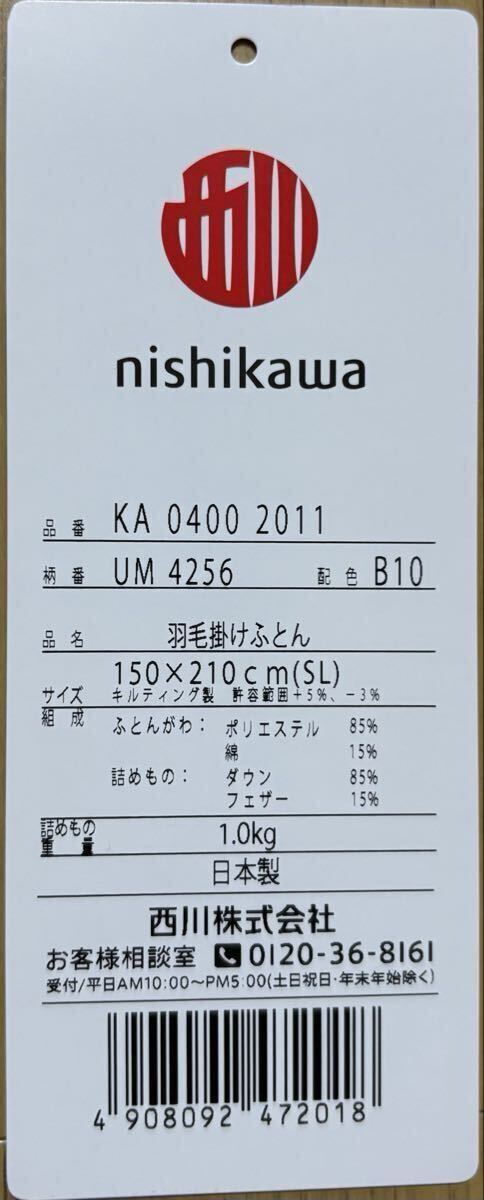 西川
nishikawa
品番 KA 0400 2011
柄番 UM 4256 配色 B10
品名 羽毛掛けふとん
150×210cm(SL)
サイズ キルティング製 許容範囲+5%、-3%
組成 ふとんがわ: ポリエステル 85%
綿 15%
詰めもの: ダウン 85%
フェザー 15%
詰めもの
重量 1.0kg
日本製
西川株式会社
お客様相談室 0120-36-8161
受付/平日AM10:00~PM5:00(土日祝日·年末年始除く)
4 908092 472018